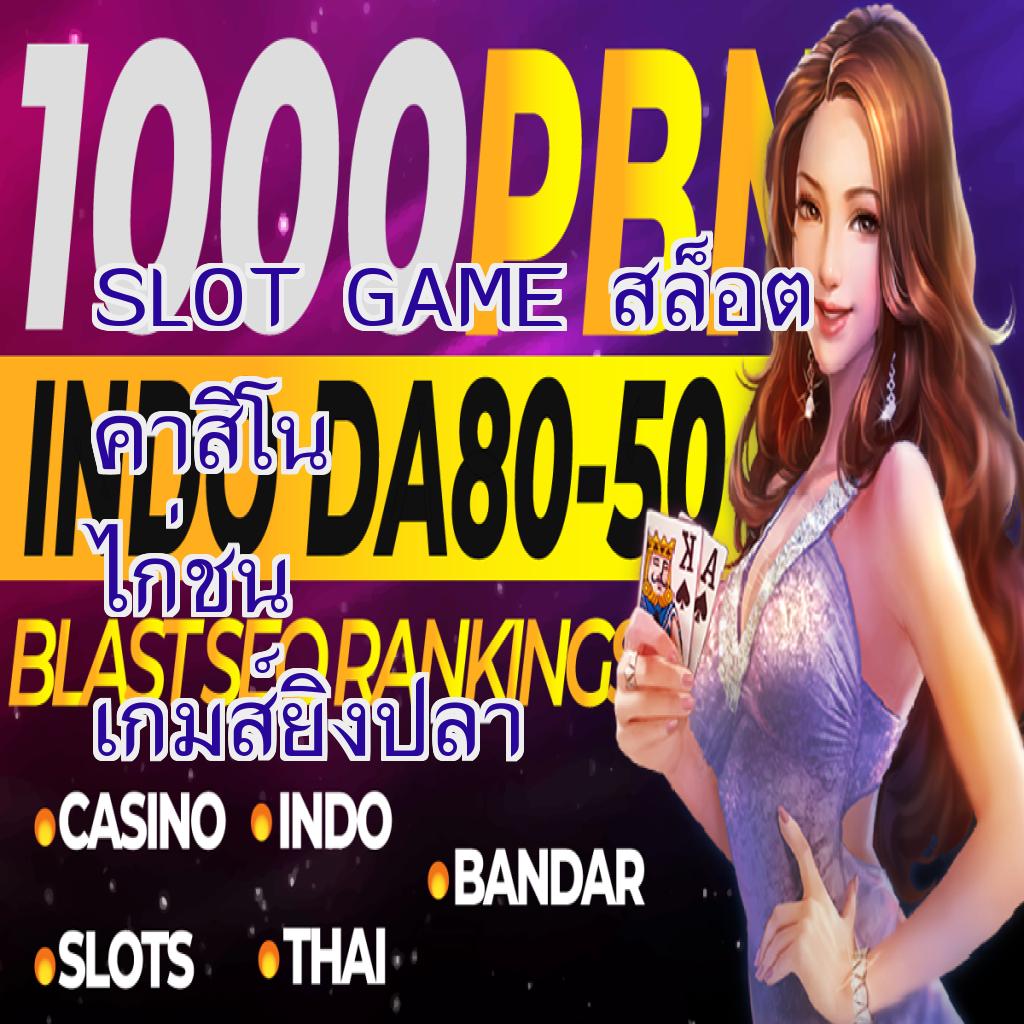 1000PBN
SLOT GAME สล็อต
INDO DA80-50
คาสิโน
ไก่ชน
BLAST SEO RANKINGS
เกมส์ยิงปลา
CASINO
INDO
BANDAR
SLOTS
THAI
K A